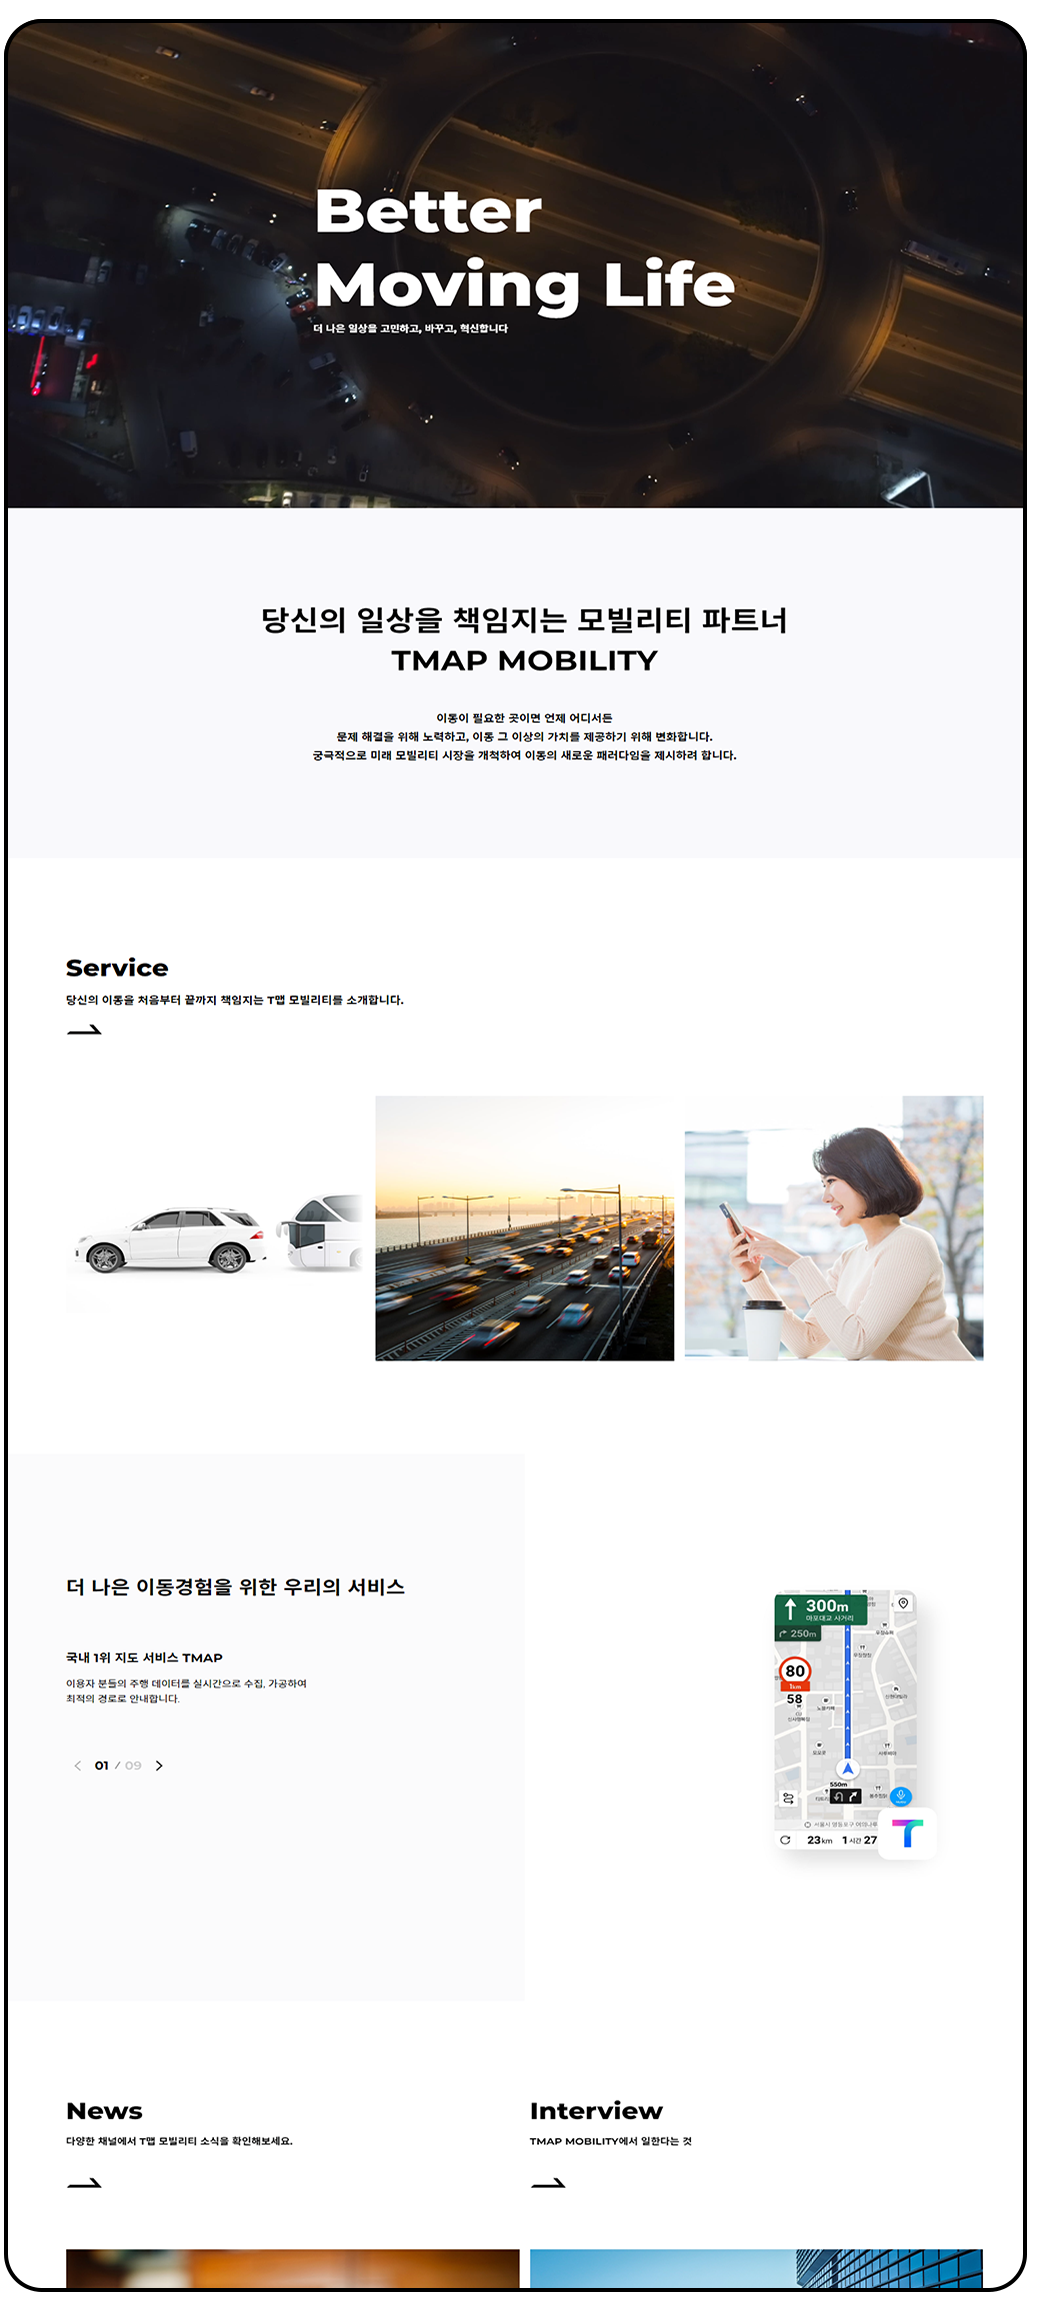 Better
Moving Life
더 나은 일상을 고민하고, 바꾸고, 혁신합니다
당신의 일상을 책임지는 모빌리티 파트너
TMAP MOBILITY
이동이 필요한 곳이면 언제 어디서든
문제 해결을 위해 노력하고, 이동 그 이상의 가치를 제공하기 위해 변화합니다.
궁극적으로 미래 모빌리티 시장을 개척하여 이동의 새로운 패러다임을 제시하려 합니다.
Service
당신의 이동을 처음부터 끝까지 책임지는 T맵 모빌리티를 소개합니다.
더 나은 이동경험을 위한 우리의 서비스
국내 1위 지도 서비스 TMAP
이용자 분들의 주행 데이터를 실시간으로 수집, 가공하여
최적의 경로로 안내합니다.
01 / 09
300m
마포대교 사거리
250m
80
1km
58
550m
23km 1시간 27
T
News
다양한 채널에서 T맵 모빌리티 소식을 확인해보세요.
Interview
TMAP MOBILITY에서 일한다는 것